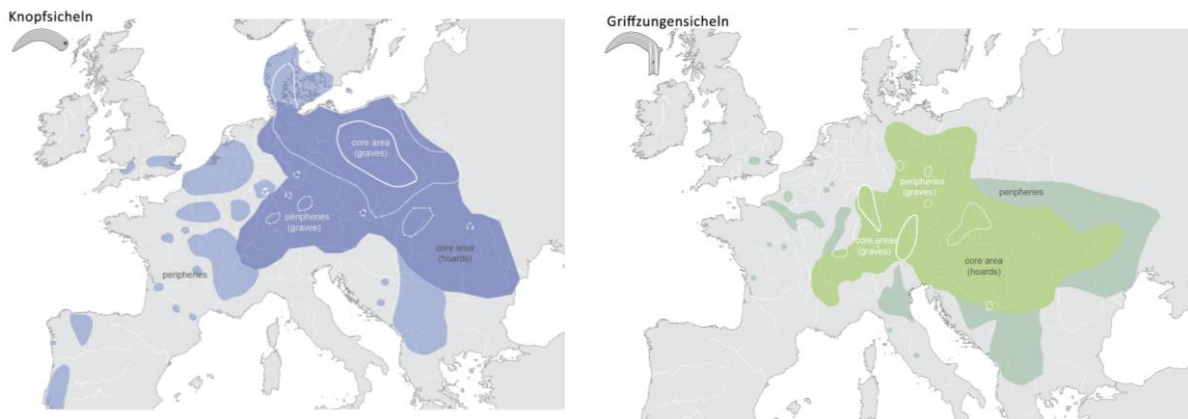 Knopfsicheln
core area
(graves)
peripheries
(graves)
core area
(hoards)
peripheries
Griffzungensicheln
peripheries
(graves)
peripheries
core areas
(graves)
core area
(hoards)